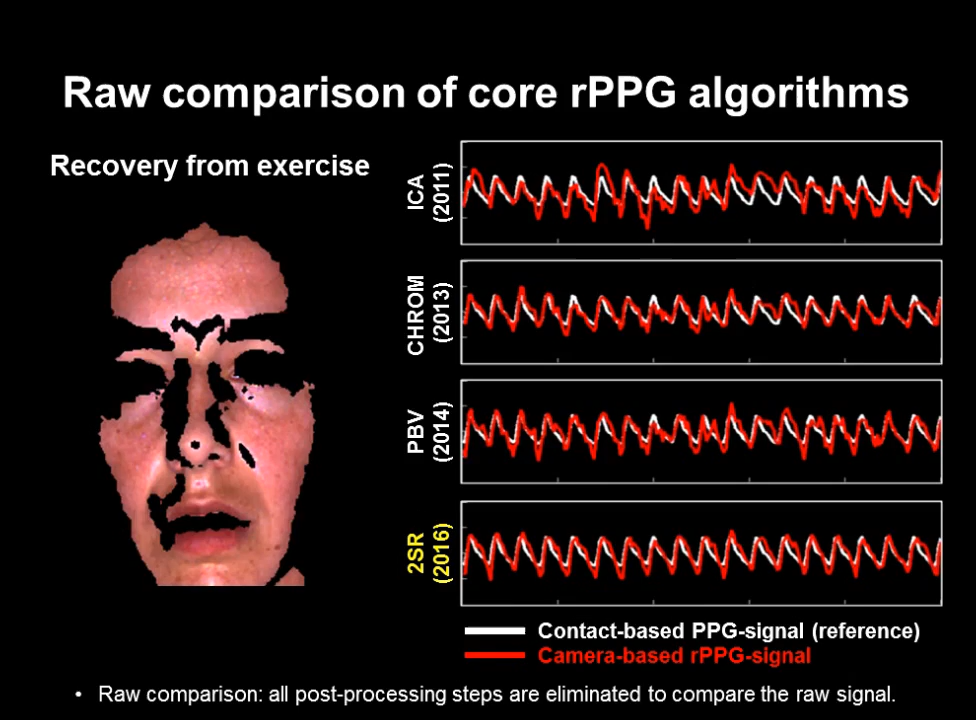 Raw comparison of core rPPG algorithms
Recovery from exercise
ICA
(2011)
CHROM
(2013)
PBV
(2014)
2SR
(2016)
Contact-based PPG-signal (reference)
Camera-based rPPG-signal
• Raw comparison: all post-processing steps are eliminated to compare the raw signal.